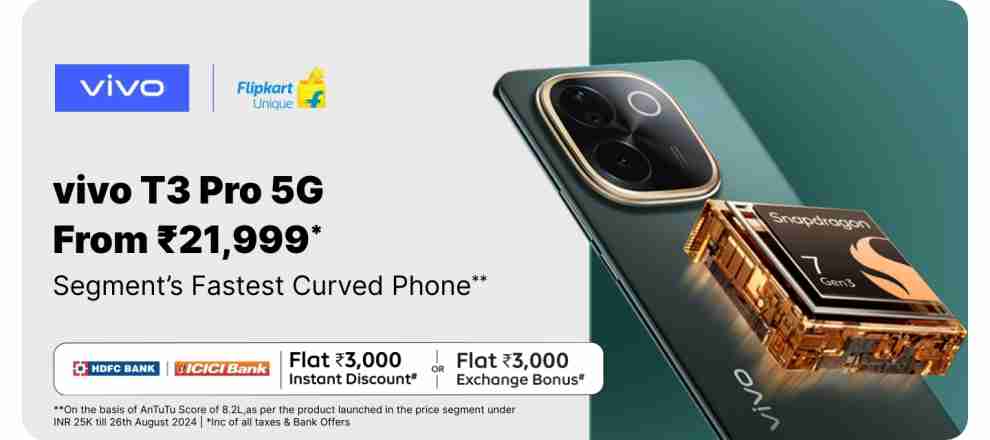 vivo
Flipkart
Unique
vivo T3 Pro 5G
From ₹21,999*
Segment's Fastest Curved Phone**
HDFC BANK | ICICI Bank | Flat ₹3,000 Instant Discount# OR Flat ₹3,000 Exchange Bonus#
**On the basis of AnTuTu Score of 8.2L,as per the product launched in the price segment under
INR 25K till 26th August 2024 | *Inc of all taxes & Bank Offers
Snapdragon
7
Gen3
vivo